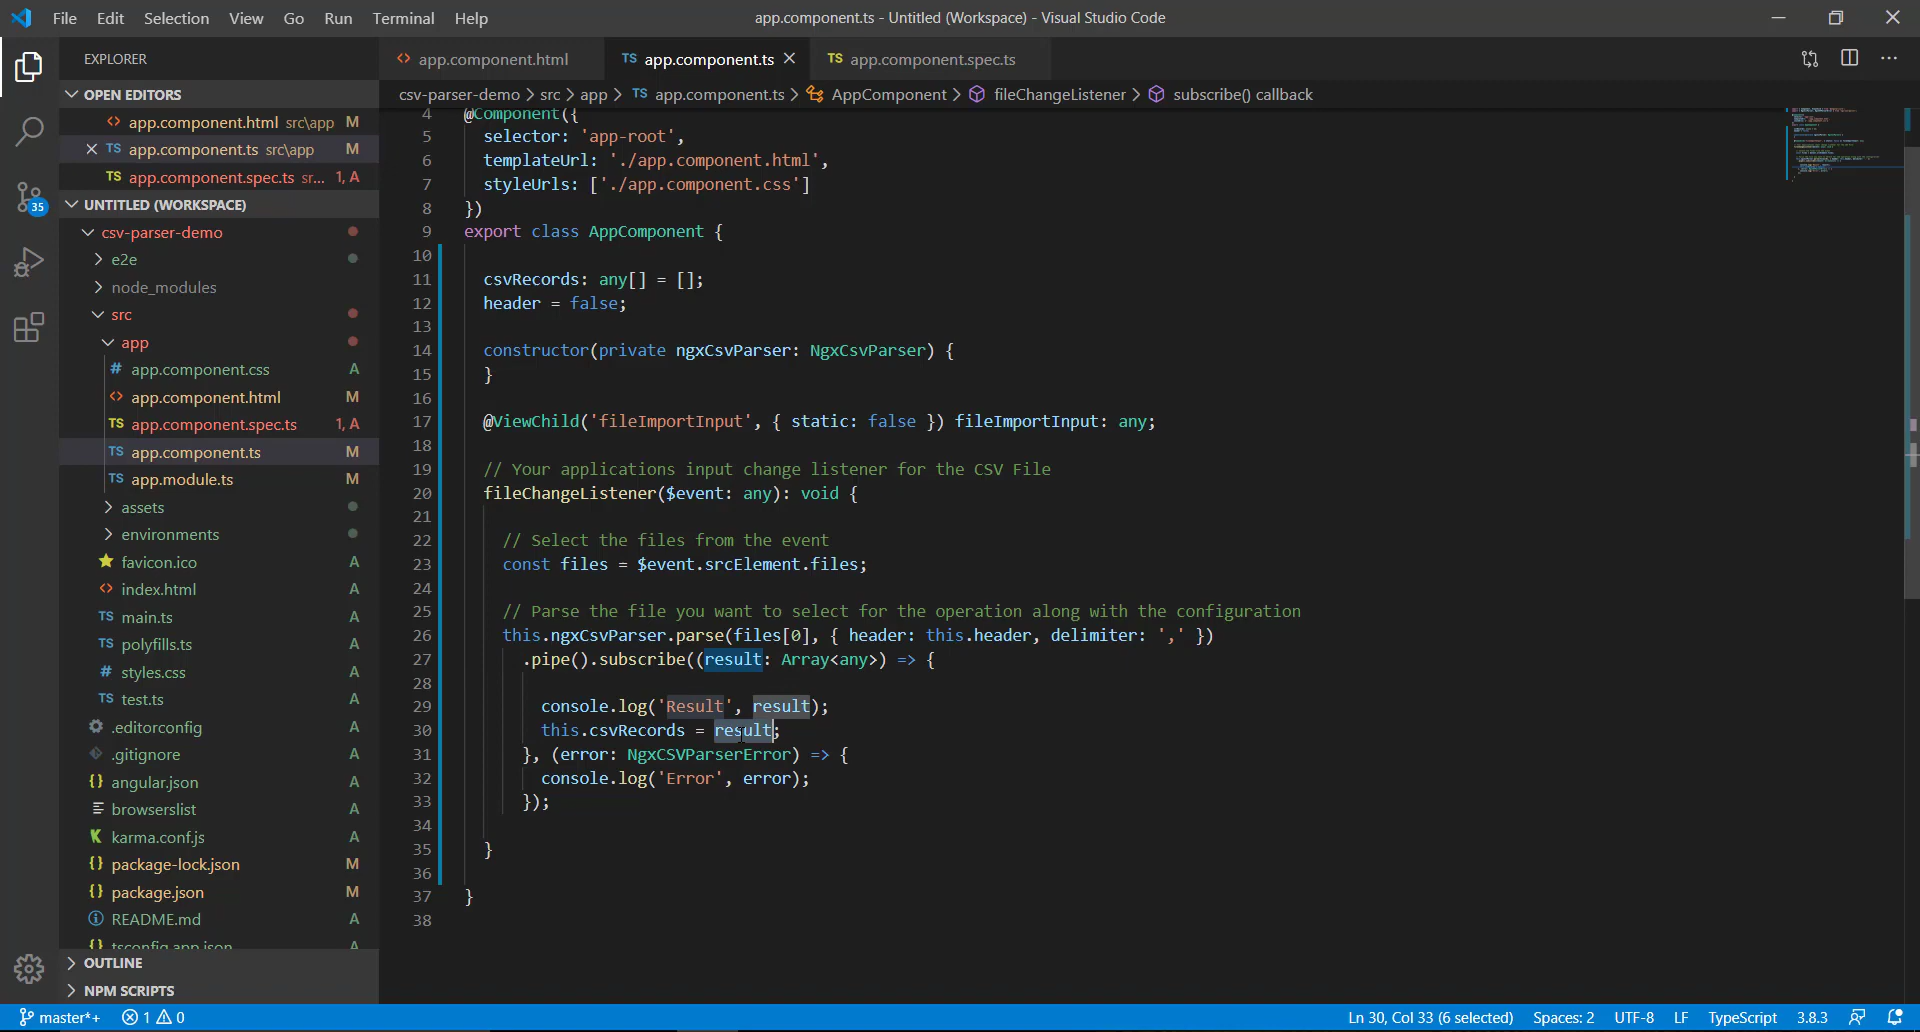 File Edit Selection View Go Run Terminal Help
app.component.ts - Untitled (Workspace) - Visual Studio Code
EXPLORER
OPEN EDITORS
app.component.html src\app M
app.component.ts src\app M
app.component.spec.ts sr... 1, A
UNTITLED (WORKSPACE)
csv-parser-demo
e2e
node_modules
src
app
app.component.css A
app.component.html M
app.component.spec.ts 1, A
app.component.ts M
app.module.ts M
assets
environments
favicon.ico A
index.html A
main.ts A
polyfills.ts A
styles.css A
test.ts A
.editorconfig A
.gitignore A
angular.json A
browserslist A
karma.conf.js A
package-lock.json M
package.json M
README.md A
tsconfig.app.json A
OUTLINE
NPM SCRIPTS
35
app.component.html
TS app.component.ts
TS app.component.spec.ts
csv-parser-demo > src > app > TS app.component.ts > AppComponent > fileChangeListener > subscribe() callback
4 @Component({
5 selector: 'app-root',
6 templateUrl: './app.component.html',
7 styleUrls: ['./app.component.css']
8 })
9 export class AppComponent {
10
11 csvRecords: any[] = [];
12 header = false;
13
14 constructor(private ngxCsvParser: NgxCsvParser) {
15 }
16
17 @ViewChild('fileImportInput', { static: false }) fileImportInput: any;
18
19 // Your applications input change listener for the CSV File
20 fileChangeListener($event: any): void {
21
22 // Select the files from the event
23 const files = $event.srcElement.files;
24
25 // Parse the file you want to select for the operation along with the configuration
26 this.ngxCsvParser.parse(files[0], { header: this.header, delimiter: ',' })
27 .pipe().subscribe((result: Array<any>) => {
28
29 console.log('Result', result);
30 this.csvRecords = result;
31 }, (error: NgxCSVParserError) => {
32 console.log('Error', error);
33 });
34
35 }
36
37 }
38
master*+ 1 0
Ln 30, Col 33 (6 selected) Spaces: 2 UTF-8 LF TypeScript 3.8.3